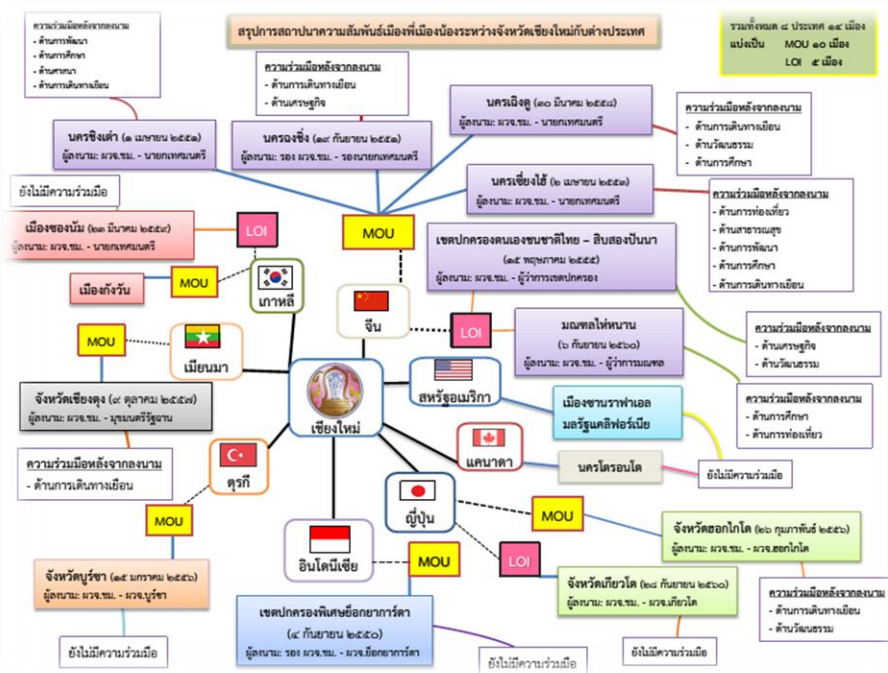 สรุปการสถาปนาความสัมพันธ์เมืองพี่เมืองน้องระหว่างจังหวัดเชียงใหม่กับต่างประเทศ
รวมทั้งหมด ๘ ประเทศ ๑๔ เมือง
แบ่งเป็น MOU ๑๐ เมือง
LOI ๕ เมือง
ความร่วมมือหลังจากลงนาม
- ด้านการพัฒนา
- ด้านการศึกษา
- ด้านศาสนา
- ด้านการเดินทางเยือน
ความร่วมมือหลังจากลงนาม
- ด้านการเดินทางเยือน
- ด้านเศรษฐกิจ
นครชิงเต่า (๑ เมษายน ๒๕๕๑)
ผู้ลงนาม: ผวจ.ชม. - นายกเทศมนตรี
นครฉงชิ่ง (๑๙ กันยายน ๒๕๕๑)
ผู้ลงนาม: รอง ผวจ.ชม. - รองนายกเทศมนตรี
นครเฉิงตู (๓๐ มีนาคม ๒๕๕๘)
ผู้ลงนาม: ผวจ.ชม. - นายกเทศมนตรี
ความร่วมมือหลังจากลงนาม
- ด้านการเดินทางเยือน
- ด้านวัฒนธรรม
- ด้านการศึกษา
นครเซี่ยงไฮ้ (๒ เมษายน ๒๕๔๓)
ผู้ลงนาม: ผวจ.ชม. - นายกเทศมนตรี
ความร่วมมือหลังจากลงนาม
- ด้านการท่องเที่ยว
- ด้านสาธารณสุข
- ด้านการพัฒนา
- ด้านการศึกษา
- ด้านการเดินทางเยือน
ยังไม่มีความร่วมมือ
เมืองซองนัม (๒๓ มีนาคม ๒๕๕๙)
ผู้ลงนาม: ผวจ.ชม. - นายกเทศมนตรี
LOI
MOU
เมืองกังวัน
MOU
เกาหลี
จีน
เขตปกครองตนเองชนชาติไทย – สิบสองปันนา
(๑๕ พฤษภาคม ๒๕๕๕)
ผู้ลงนาม: ผวจ.ชม. - ผู้ว่าการเขตปกครอง
LOI
มณฑลไห่หนาน
(๖ กันยายน ๒๕๖๐)
ผู้ลงนาม: ผวจ.ชม. - ผู้ว่าการมณฑล
ความร่วมมือหลังจากลงนาม
- ด้านเศรษฐกิจ
- ด้านวัฒนธรรม
ความร่วมมือหลังจากลงนาม
- ด้านการศึกษา
- ด้านการท่องเที่ยว
MOU
เมียนมา
จังหวัดเชียงตุง (๙ ตุลาคม ๒๕๕๗)
ผู้ลงนาม: ผวจ.ชม. - มุขมนตรีรัฐฉาน
ความร่วมมือหลังจากลงนาม
- ด้านการเดินทางเยือน
เชียงใหม่
สหรัฐอเมริกา
เมืองซานราฟาเอล
มลรัฐแคลิฟอร์เนีย
แคนาดา
นครโตรอนโต
ยังไม่มีความร่วมมือ
ตุรกี
MOU
จังหวัดบูร์ซา (๑๕ มกราคม ๒๕๕๖)
ผู้ลงนาม: ผวจ.ชม. - ผวจ.บูร์ซา
ยังไม่มีความร่วมมือ
อินโดนีเซีย
MOU
เขตปกครองพิเศษย็อกยาการ์ตา
(๔ กันยายน ๒๕๕๐)
ผู้ลงนาม: รอง ผวจ.ชม. - ผวจ.ย็อกยาการ์ตา
ยังไม่มีความร่วมมือ
ญี่ปุ่น
MOU
จังหวัดฮอกไกโด (๒๖ กุมภาพันธ์ ๒๕๕๖)
ผู้ลงนาม: ผวจ.ชม. - ผวจ.ฮอกไกโด
ความร่วมมือหลังจากลงนาม
- ด้านการเดินทางเยือน
- ด้านวัฒนธรรม
LOI
จังหวัดเกียวโต (๒๘ กันยายน ๒๕๖๐)
ผู้ลงนาม: ผวจ.ชม. - ผวจ.เกียวโต
ยังไม่มีความร่วมมือ